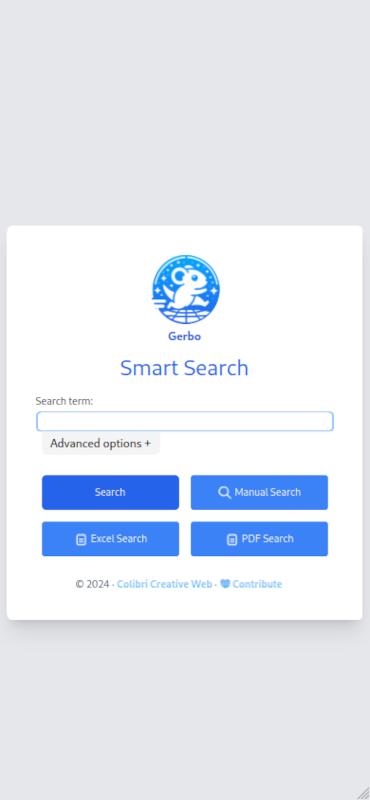 Gerbo
Smart Search
Search term:
Advanced options +
Search
Manual Search
Excel Search
PDF Search
© 2024 · Colibri Creative Web · Contribute